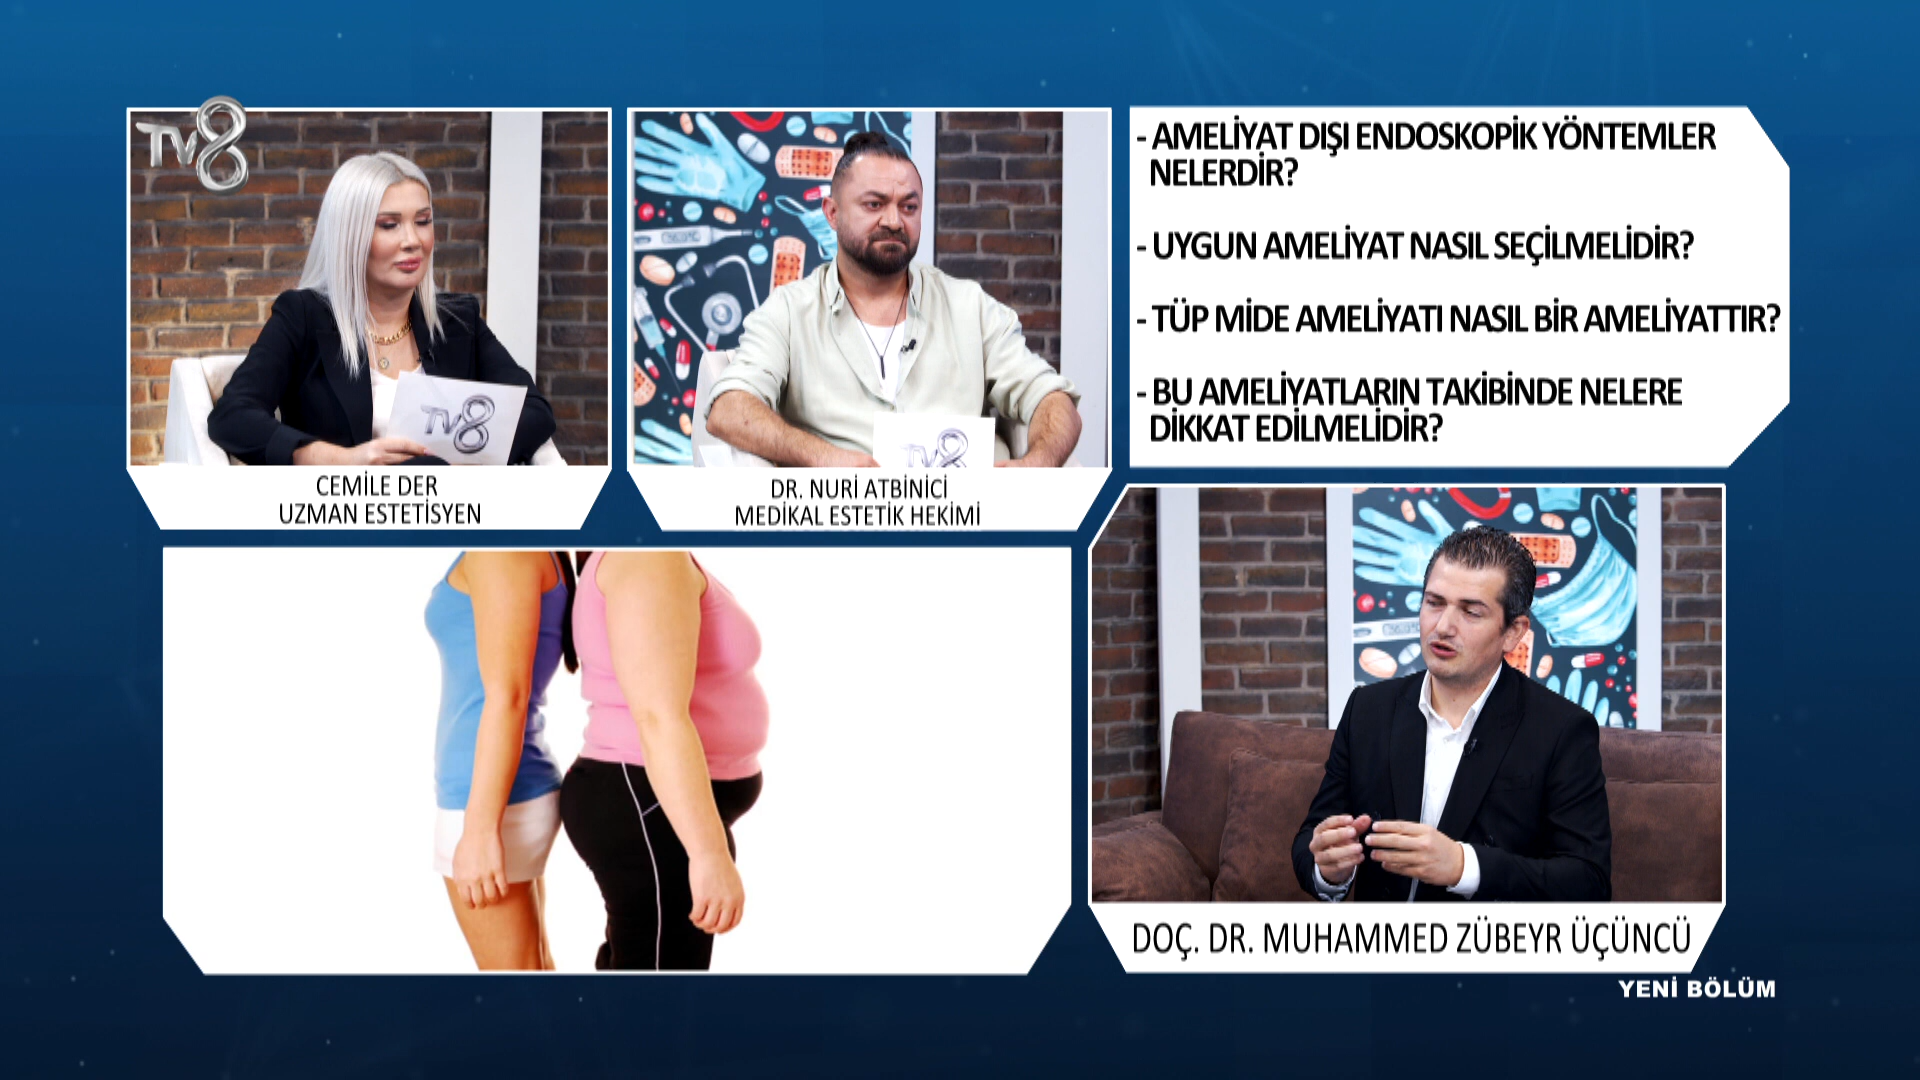 TV8
- AMELİYAT DIŞI ENDOSKOPİK YÖNTEMLER
NELERDİR?
- UYGUN AMELİYAT NASIL SEÇİLMELİDİR?
- TÜP MİDE AMELİYATI NASIL BİR AMELİYATTIR?
- BU AMELİYATLARIN TAKİBİNDE NELERE
DİKKAT EDİLMELİDİR?
TV8
TV8
CEMİLE DER
UZMAN ESTETİSYEN
DR. NURİ ATBİNİCİ
MEDİKAL ESTETİK HEKİMİ
DOÇ. DR. MUHAMMED ZÜBEYR ÜÇÜNCÜ
YENİ BÖLÜM